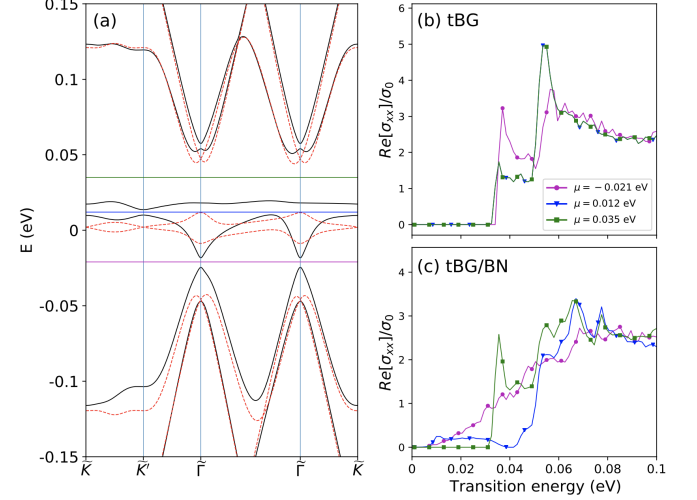 (a)
0.15
0.10
0.05
0
-0.05
-0.1
-0.15
E (eV)
K̃
K̃′
Γ̃
Γ̃
K̃
(b) tBG
6
5
4
3
2
1
0
Re[σxx]/σ0
μ = −0.021 eV
μ = 0.012 eV
μ = 0.035 eV
(c) tBG/BN
4
3
2
1
0
Re[σxx]/σ0
0
0.02
0.04
0.06
0.08
0.1
Transition energy (eV)